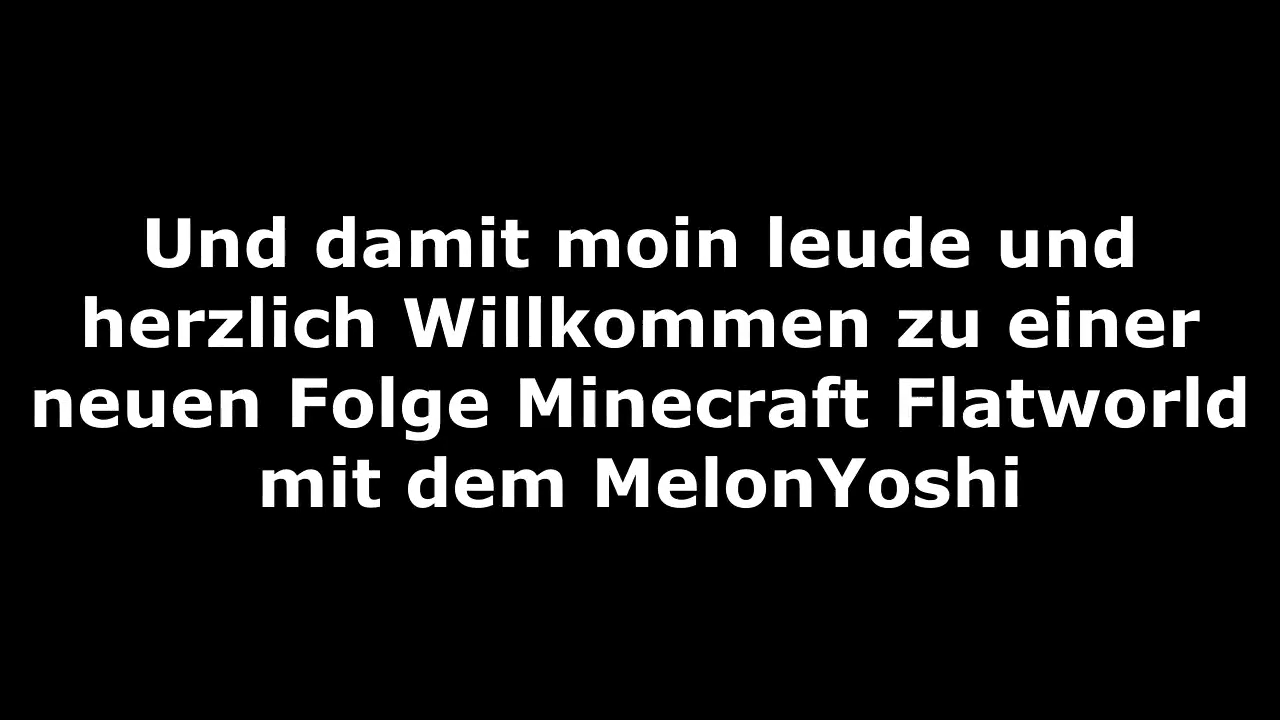 Und damit moin leude und
herzlich Willkommen zu einer
neuen Folge Minecraft Flatworld
mit dem MelonYoshi